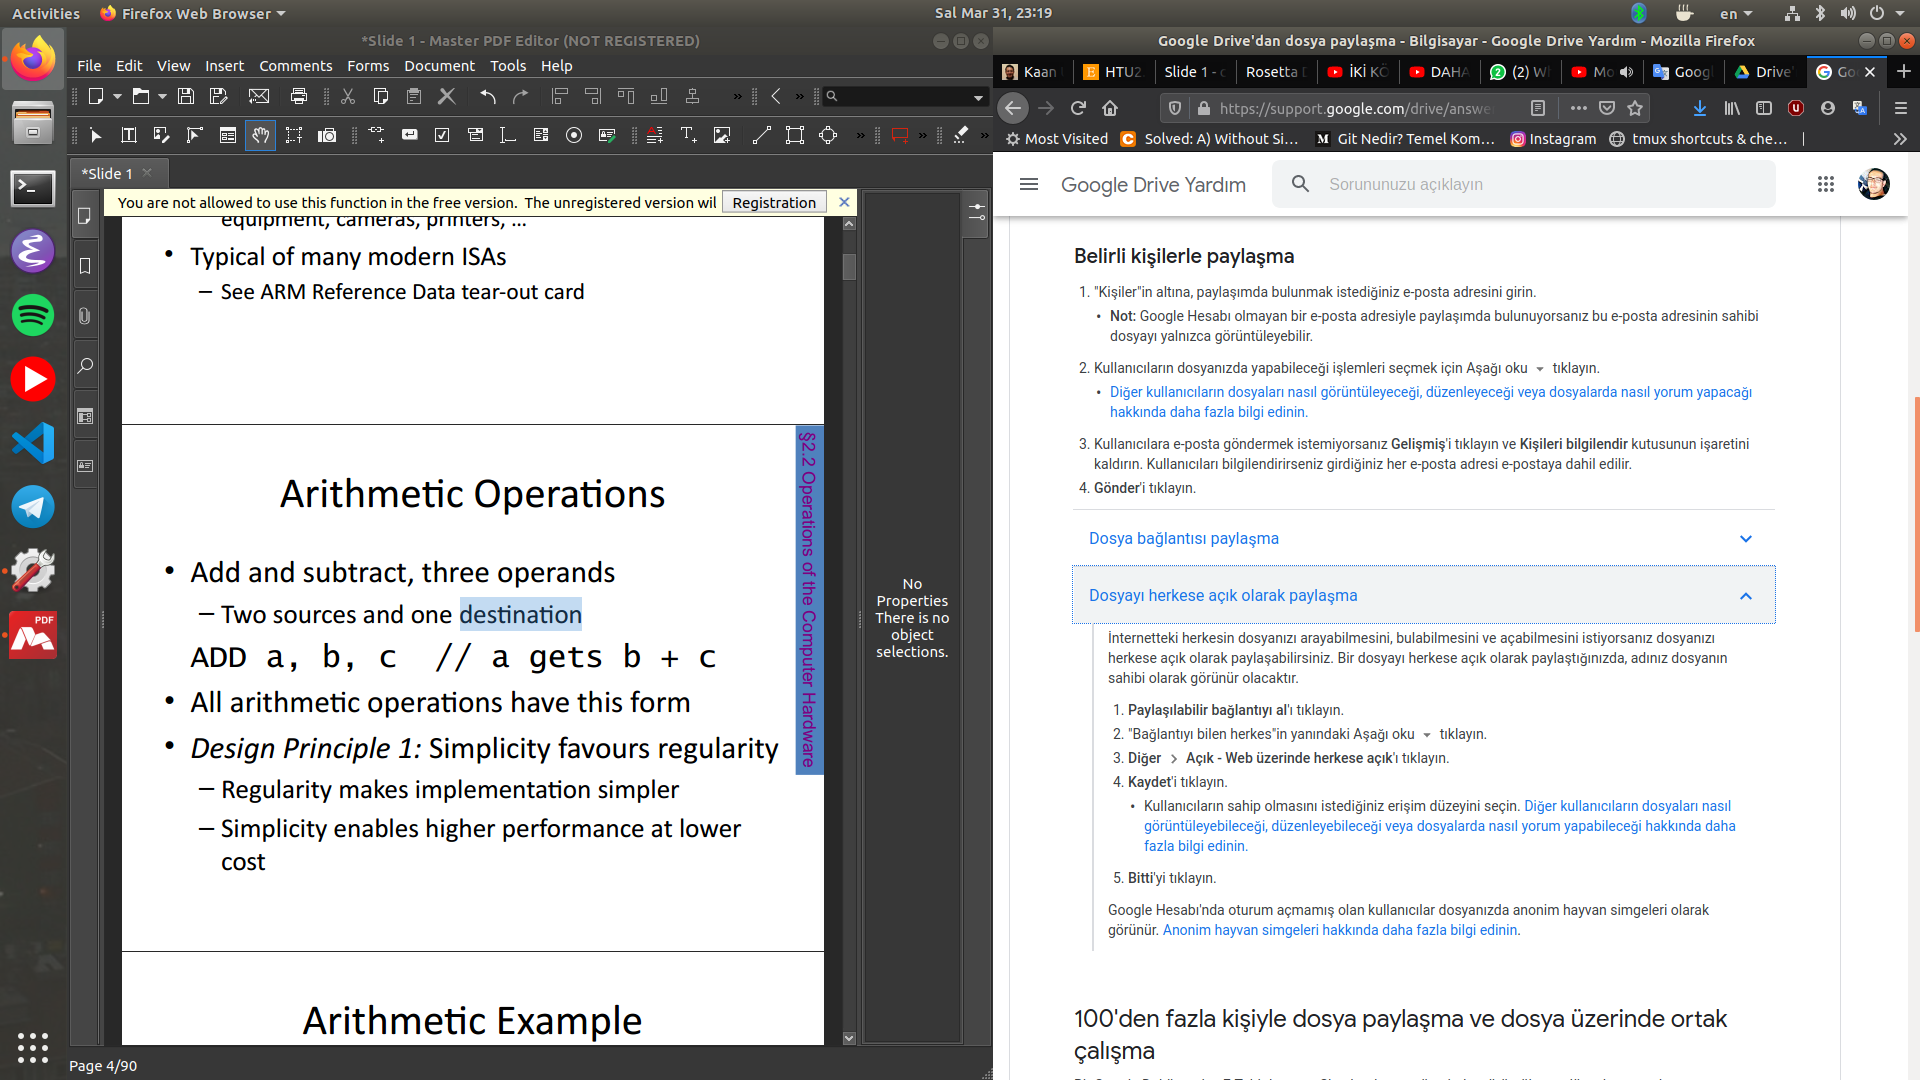 Activities
Firefox Web Browser
Sal Mar 31, 23:19
en
*Slide 1 - Master PDF Editor (NOT REGISTERED)
File Edit View Insert Comments Forms Document Tools Help
*Slide 1
You are not allowed to use this function in the free version. The unregistered version wil
Registration
equipment, cameras, printers, ...
• Typical of many modern ISAs
– See ARM Reference Data tear-out card
§2.2 Operations of the Computer Hardware
Arithmetic Operations
• Add and subtract, three operands
– Two sources and one destination
ADD a, b, c // a gets b + c
• All arithmetic operations have this form
• Design Principle 1: Simplicity favours regularity
– Regularity makes implementation simpler
– Simplicity enables higher performance at lower
cost
Arithmetic Example
No
Properties
There is no
object
selections.
Page 4/90
PDF
Google Drive'dan dosya paylaşma - Bilgisayar - Google Drive Yardım - Mozilla Firefox
Kaan
HTU2
Slide 1 - c
Rosetta
İKİ KÖ
DAHA
(2) W
Mo
Goog
Drive'
Go
https://support.google.com/drive/answe
Most Visited
Solved: A) Without Si...
Git Nedir? Temel Kom...
Instagram
tmux shortcuts & che...
Google Drive Yardım
Sorununuzu açıklayın
Belirli kişilerle paylaşma
1. "Kişiler"in altına, paylaşımda bulunmak istediğiniz e-posta adresini girin.
• Not: Google Hesabı olmayan bir e-posta adresiyle paylaşımda bulunuyorsanız bu e-posta adresinin sahibi
dosyayı yalnızca görüntüleyebilir.
2. Kullanıcıların dosyanızda yapabileceği işlemleri seçmek için Aşağı oku tıklayın.
• Diğer kullanıcıların dosyaları nasıl görüntüleyeceği, düzenleyeceği veya dosyalarda nasıl yorum yapacağı
hakkında daha fazla bilgi edinin.
3. Kullanıcılara e-posta göndermek istemiyorsanız Gelişmiş'i tıklayın ve Kişileri bilgilendir kutusunun işaretini
kaldırın. Kullanıcıları bilgilendirirseniz girdiğiniz her e-posta adresi e-postaya dahil edilir.
4. Gönder'i tıklayın.
Dosya bağlantısı paylaşma
Dosyayı herkese açık olarak paylaşma
İnternetteki herkesin dosyanızı arayabilmesini, bulabilmesini ve açabilmesini istiyorsanız dosyanızı
herkese açık olarak paylaşabilirsiniz. Bir dosyayı herkese açık olarak paylaştığınızda, adınız dosyanın
sahibi olarak görünür olacaktır.
1. Paylaşılabilir bağlantıyı al'ı tıklayın.
2. "Bağlantıyı bilen herkes"in yanındaki Aşağı oku tıklayın.
3. Diğer > Açık - Web üzerinde herkese açık'ı tıklayın.
4. Kaydet'i tıklayın.
• Kullanıcıların sahip olmasını istediğiniz erişim düzeyini seçin. Diğer kullanıcıların dosyaları nasıl
görüntüleyebileceği, düzenleyebileceği veya dosyalarda nasıl yorum yapabileceği hakkında daha
fazla bilgi edinin.
5. Bitti'yi tıklayın.
Google Hesabı'nda oturum açmamış olan kullanıcılar dosyanızda anonim hayvan simgeleri olarak
görünür. Anonim hayvan simgeleri hakkında daha fazla bilgi edinin.
100'den fazla kişiyle dosya paylaşma ve dosya üzerinde ortak
çalışma